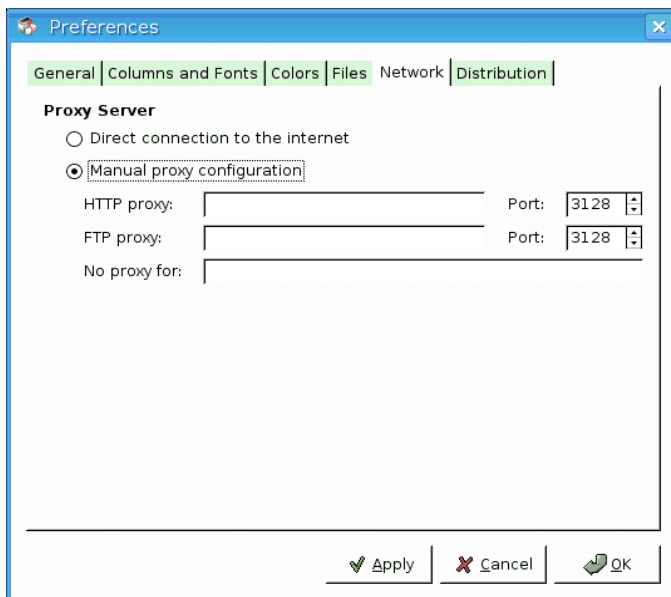 Preferences
General Columns and Fonts Colors Files Network Distribution
Proxy Server
Direct connection to the internet
Manual proxy configuration
HTTP proxy: Port: 3128
FTP proxy: Port: 3128
No proxy for:
Apply Cancel OK